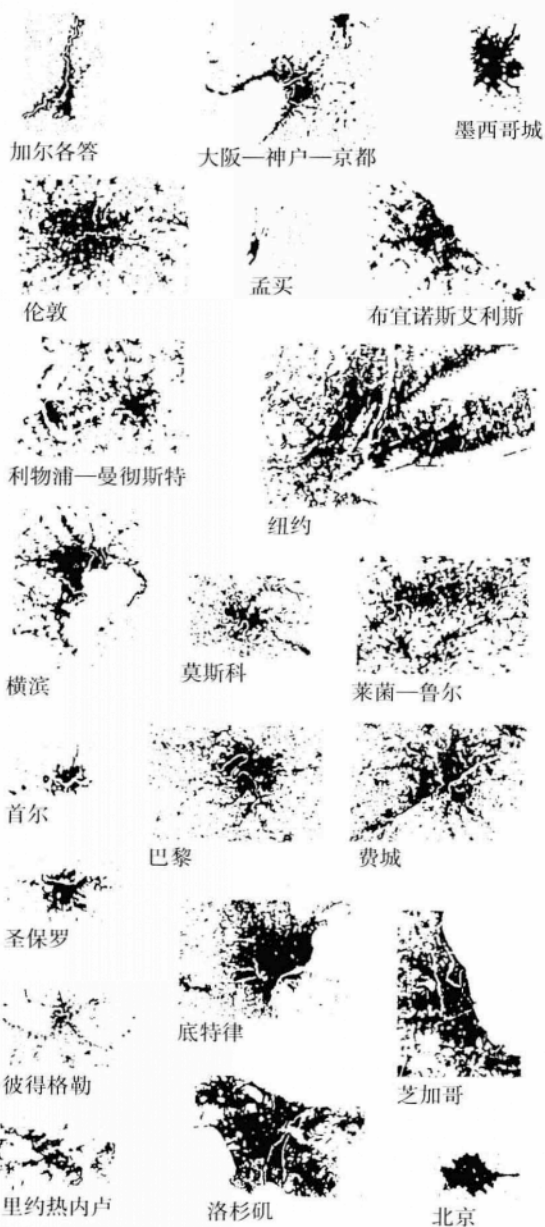 加尔各答
大阪—神户—京都
墨西哥城
伦敦
孟买
布宜诺斯艾利斯
利物浦—曼彻斯特
纽约
横滨
莫斯科
莱茵—鲁尔
首尔
巴黎
费城
圣保罗
底特律
彼得格勒
芝加哥
里约热内卢
洛杉矶
北京